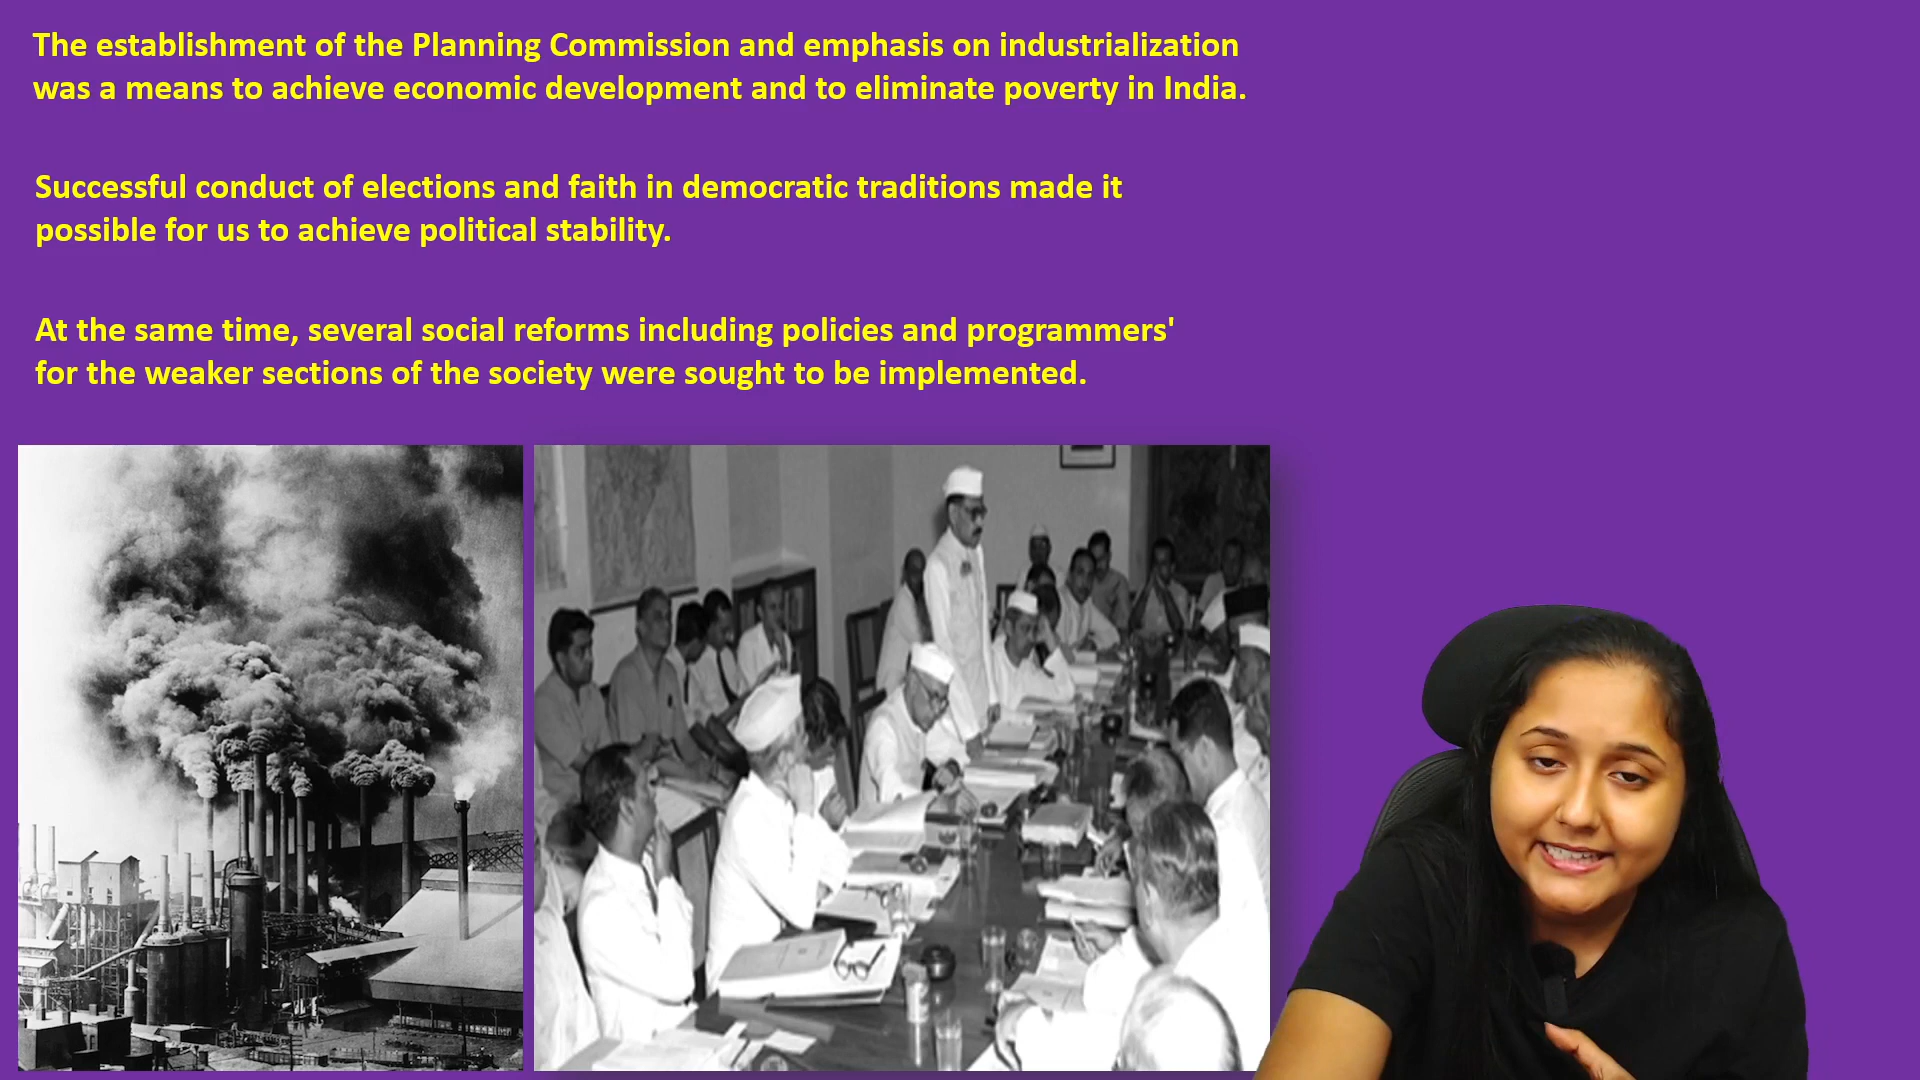 The establishment of the Planning Commission and emphasis on industrialization
was a means to achieve economic development and to eliminate poverty in India.
Successful conduct of elections and faith in democratic traditions made it
possible for us to achieve political stability.
At the same time, several social reforms including policies and programmers'
for the weaker sections of the society were sought to be implemented.